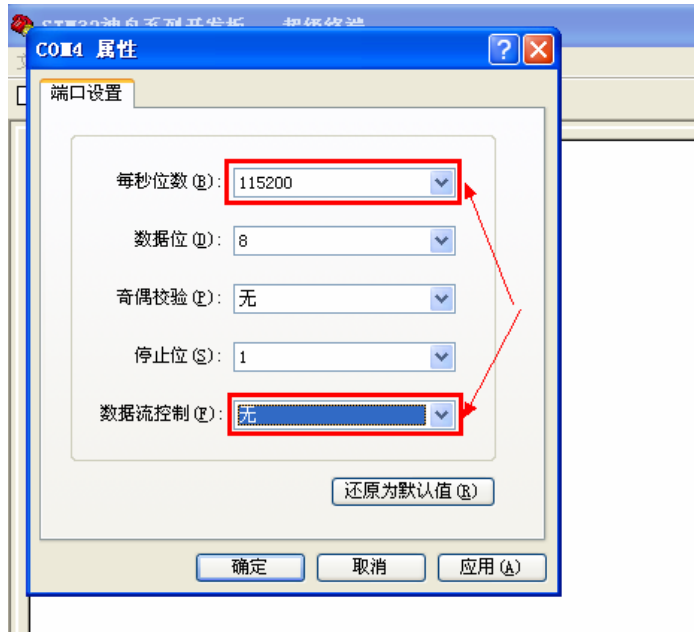 COM4 属性
端口设置
每秒位数(B): 115200
数据位(D): 8
奇偶校验(P): 无
停止位(S): 1
数据流控制(F): 无
还原为默认值(R)
确定 取消 应用(A)